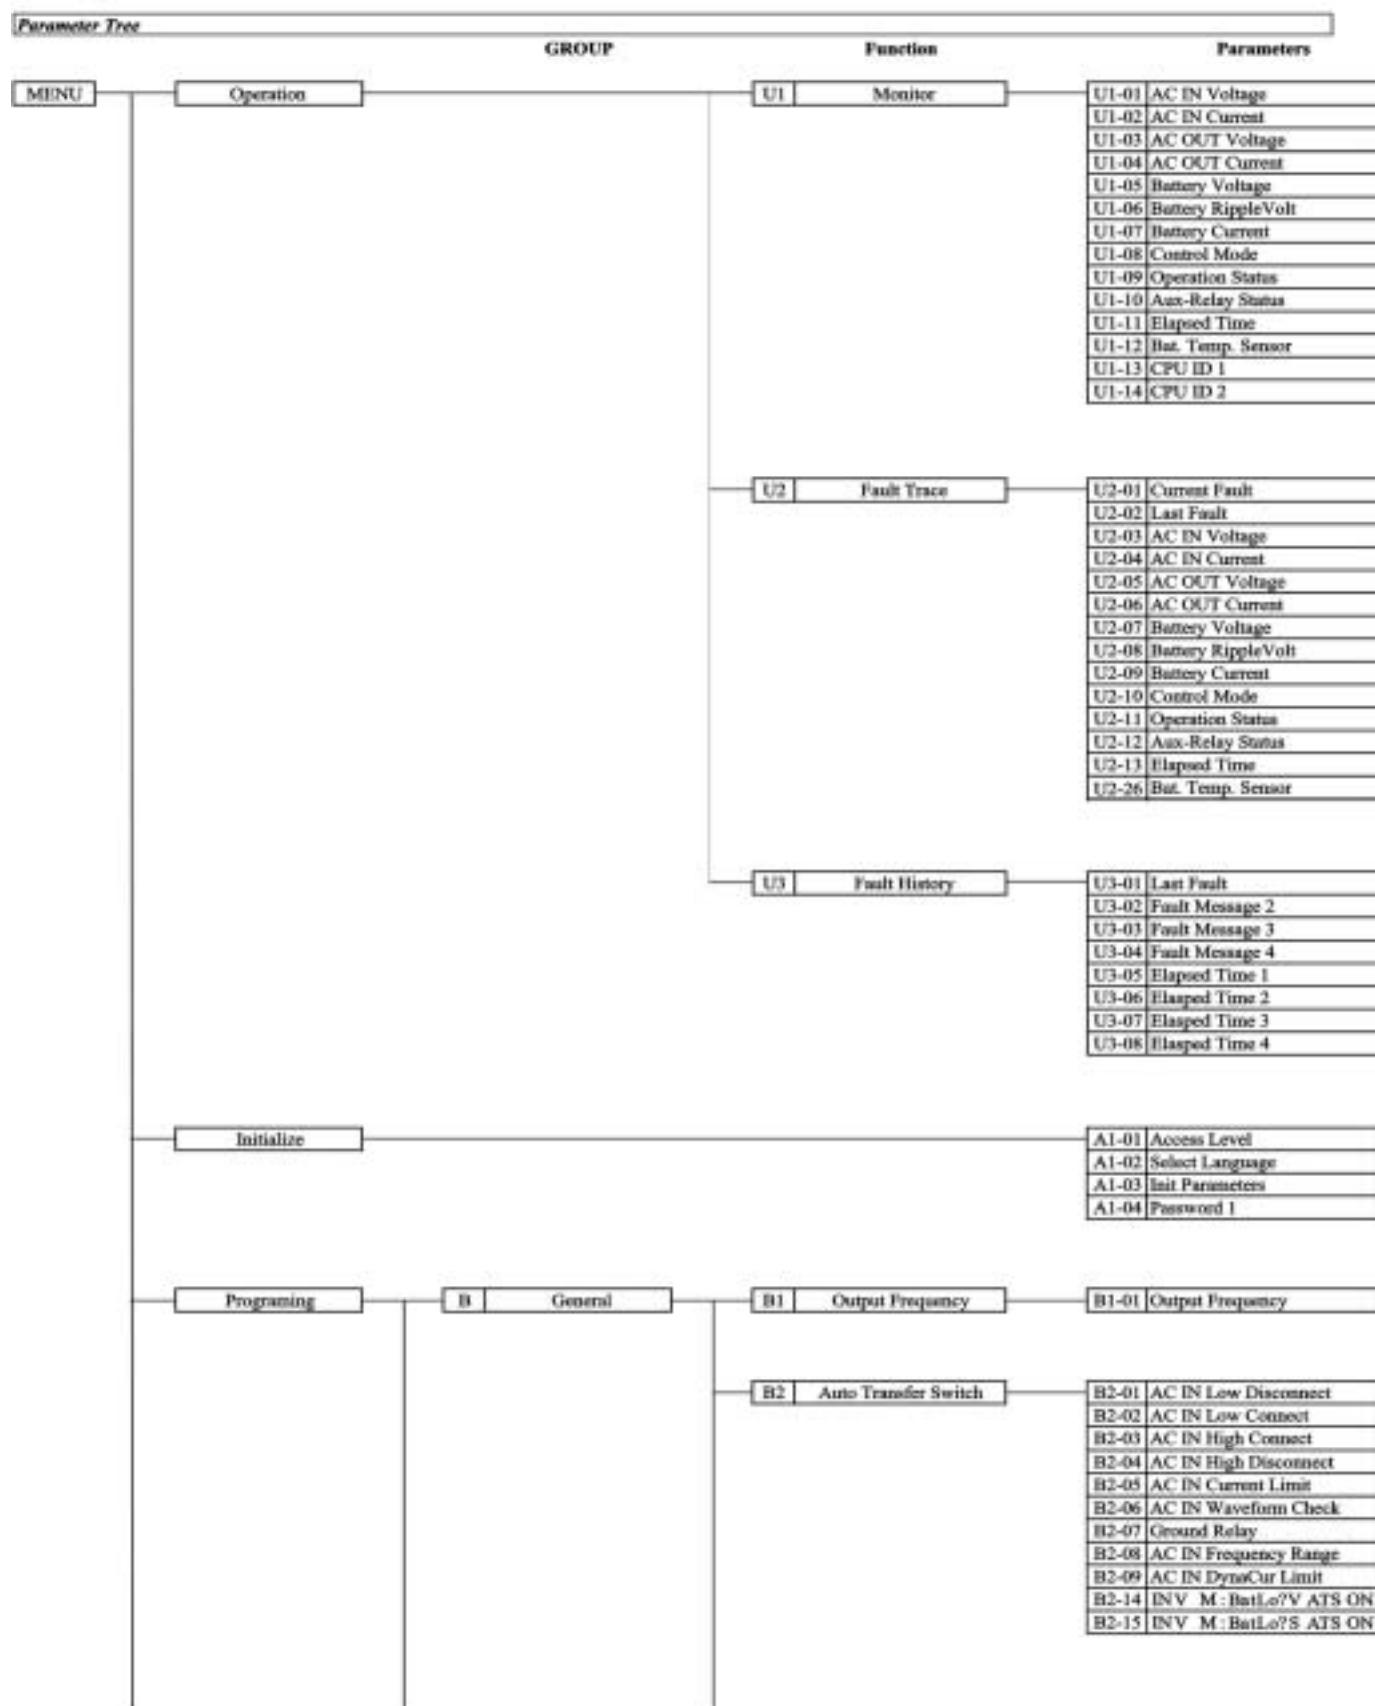 Parameter Tree
GROUP Function Parameters
MENU Operation U1 Monitor U1-01 AC IN Voltage
U1-02 AC IN Current
U1-03 AC OUT Voltage
U1-04 AC OUT Current
U1-05 Battery Voltage
U1-06 Battery RippleVolt
U1-07 Battery Current
U1-08 Control Mode
U1-09 Operation Status
U1-10 Aux-Relay Status
U1-11 Elapsed Time
U1-12 Bat. Temp. Sensor
U1-13 CPU ID 1
U1-14 CPU ID 2
U2 Fault Trace U2-01 Current Fault
U2-02 Last Fault
U2-03 AC IN Voltage
U2-04 AC IN Current
U2-05 AC OUT Voltage
U2-06 AC OUT Current
U2-07 Battery Voltage
U2-08 Battery RippleVolt
U2-09 Battery Current
U2-10 Control Mode
U2-11 Operation Status
U2-12 Aux-Relay Status
U2-13 Elapsed Time
U2-26 Bat. Temp. Sensor
U3 Fault History U3-01 Last Fault
U3-02 Fault Message 2
U3-03 Fault Message 3
U3-04 Fault Message 4
U3-05 Elapsed Time 1
U3-06 Elasped Time 2
U3-07 Elasped Time 3
U3-08 Elasped Time 4
Initialize A1-01 Access Level
A1-02 Select Language
A1-03 Init Parameters
A1-04 Password 1
Programing B General B1 Output Frequency B1-01 Output Frequency
B2 Auto Transfer Switch B2-01 AC IN Low Disconnect
B2-02 AC IN Low Connect
B2-03 AC IN High Connect
B2-04 AC IN High Disconnect
B2-05 AC IN Current Limit
B2-06 AC IN Waveform Check
B2-07 Ground Relay
B2-08 AC IN Frequency Range
B2-09 AC IN DynaCur Limit
B2-14 INV M:BatLo?V ATS ON
B2-15 INV M:BatLo?S ATS ON